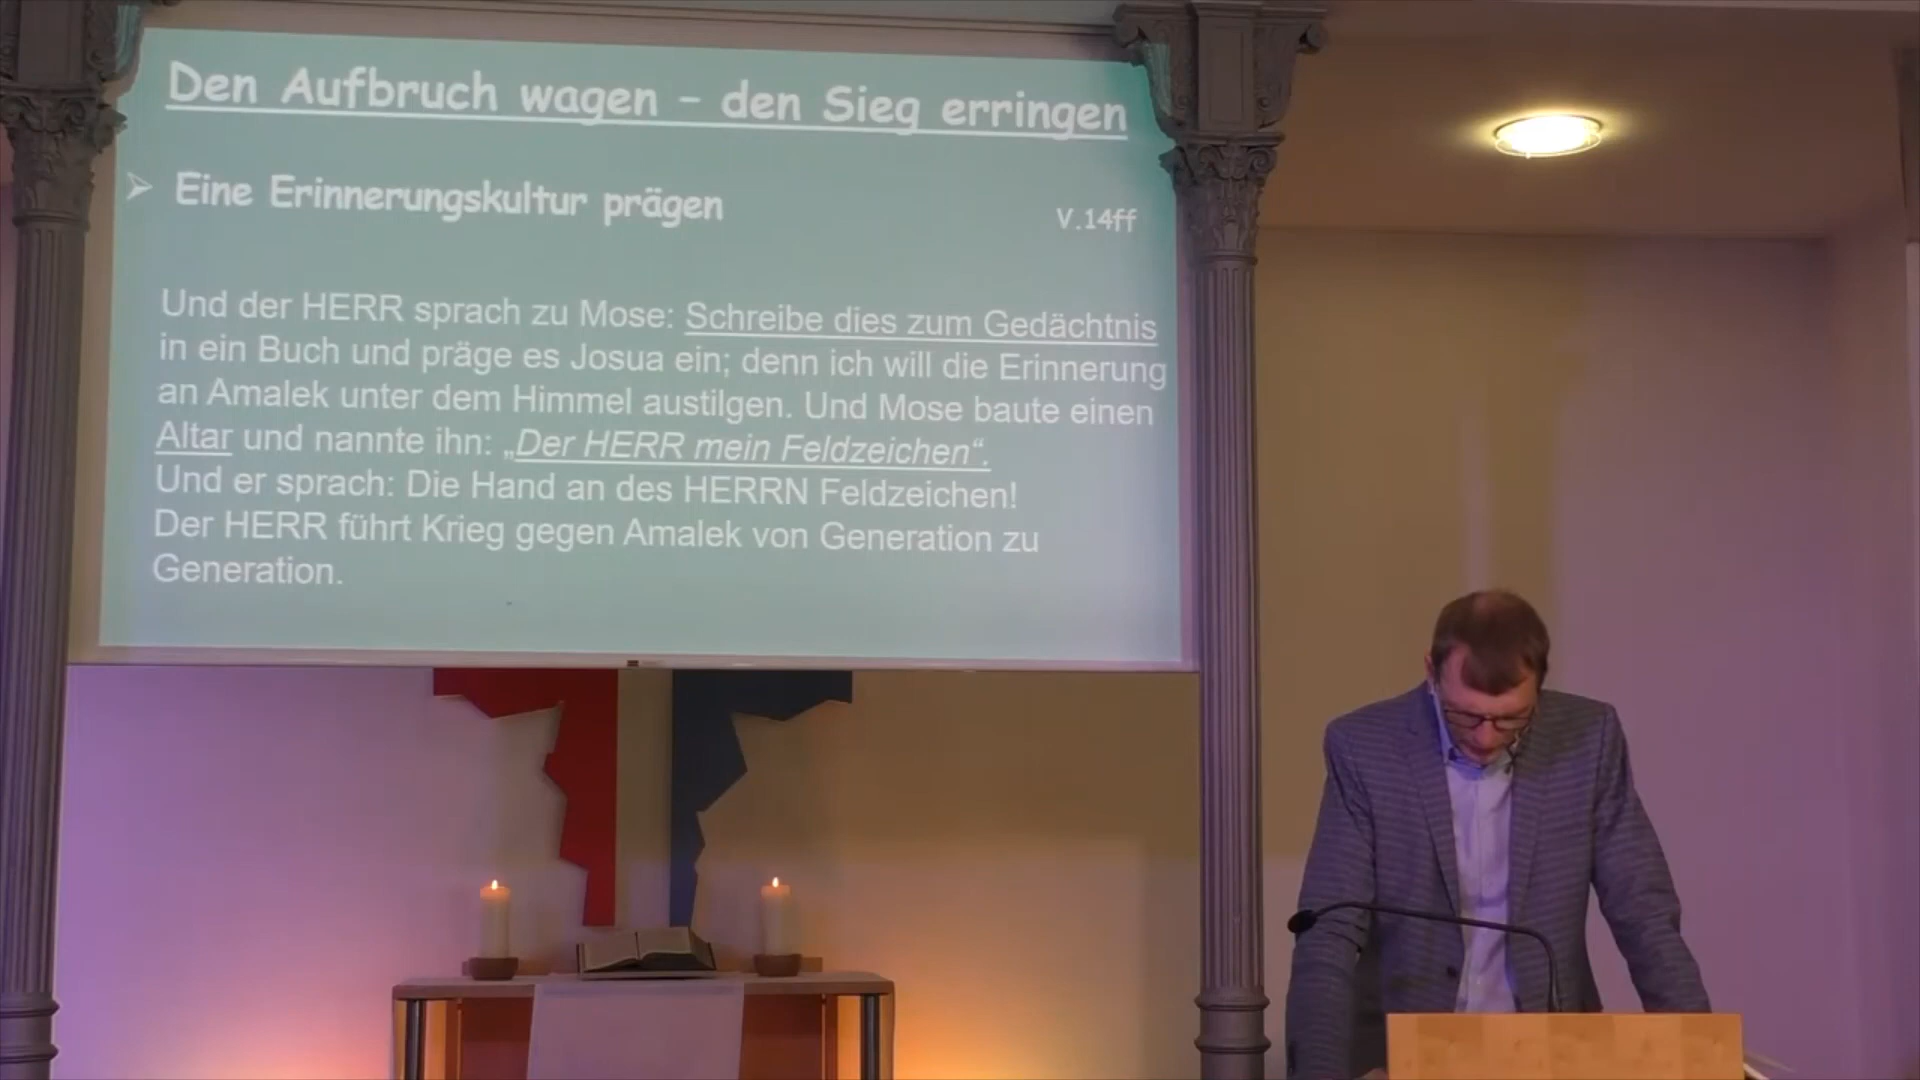 Den Aufbruch wagen – den Sieg erringen
➢ Eine Erinnerungskultur prägen V.14ff
Und der HERR sprach zu Mose: Schreibe dies zum Gedächtnis
in ein Buch und präge es Josua ein; denn ich will die Erinnerung
an Amalek unter dem Himmel austilgen. Und Mose baute einen
Altar und nannte ihn: „Der HERR mein Feldzeichen“.
Und er sprach: Die Hand an des HERRN Feldzeichen!
Der HERR führt Krieg gegen Amalek von Generation zu
Generation.